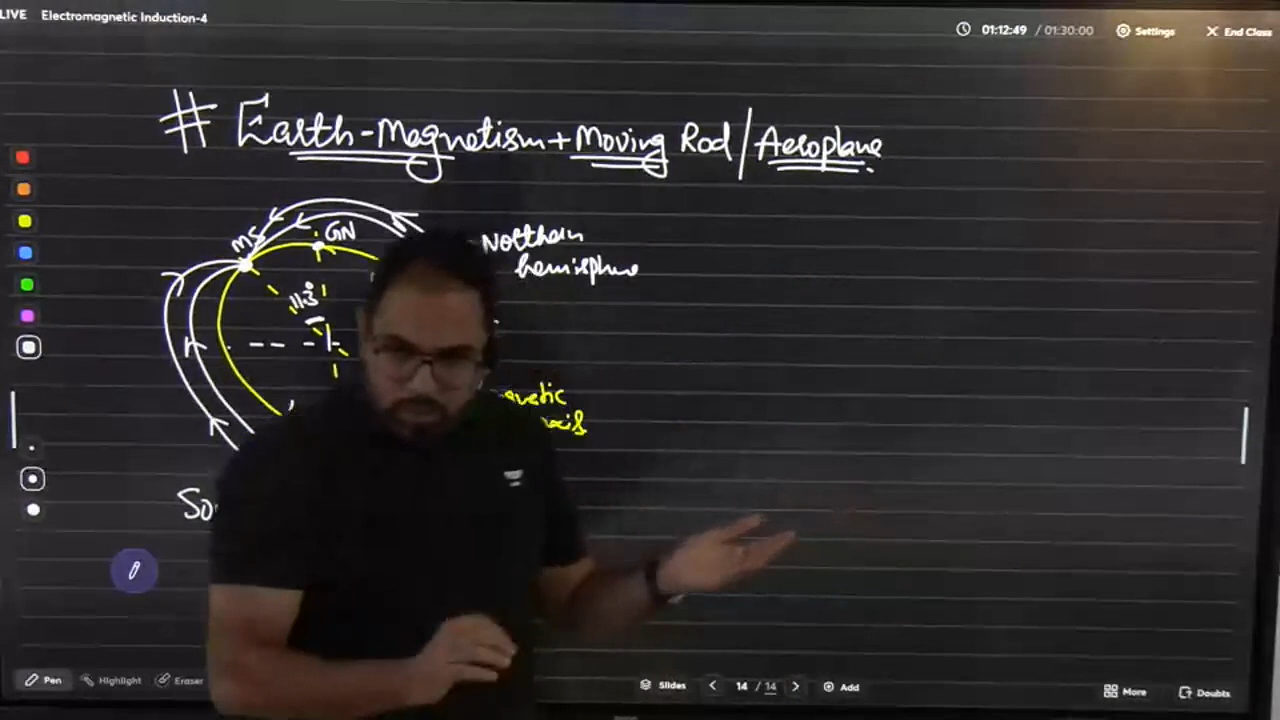 LIVE Electromagnetic Induction-4
01:12:49 / 01:30:00 Settings End Class
# Earth-Magnetism + Moving Rod / Aeroplane
MS GN
Northern
hemisphere
11.3°
Pen Highlight Eraser
Slides 14 / 14 Add
More Doubts